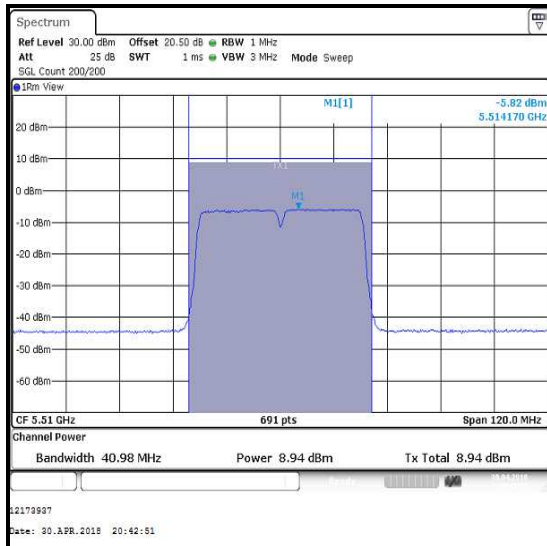 Spectrum
Ref Level 30.00 dBm Offset 20.50 dB RBW 1 MHz
Att 25 dB SWT 1 ms VBW 3 MHz Mode Sweep
SGL Count 200/200
1Rm View
M1[1] -5.82 dBm
5.514170 GHz
20 dBm
10 dBm
0 dBm
M1
-10 dBm
-20 dBm
-30 dBm
-40 dBm
-50 dBm
-60 dBm
CF 5.51 GHz 691 pts Span 120.0 MHz
Channel Power
Bandwidth 40.98 MHz Power 8.94 dBm Tx Total 8.94 dBm
12173937
Date: 30.APR.2018 20:42:51